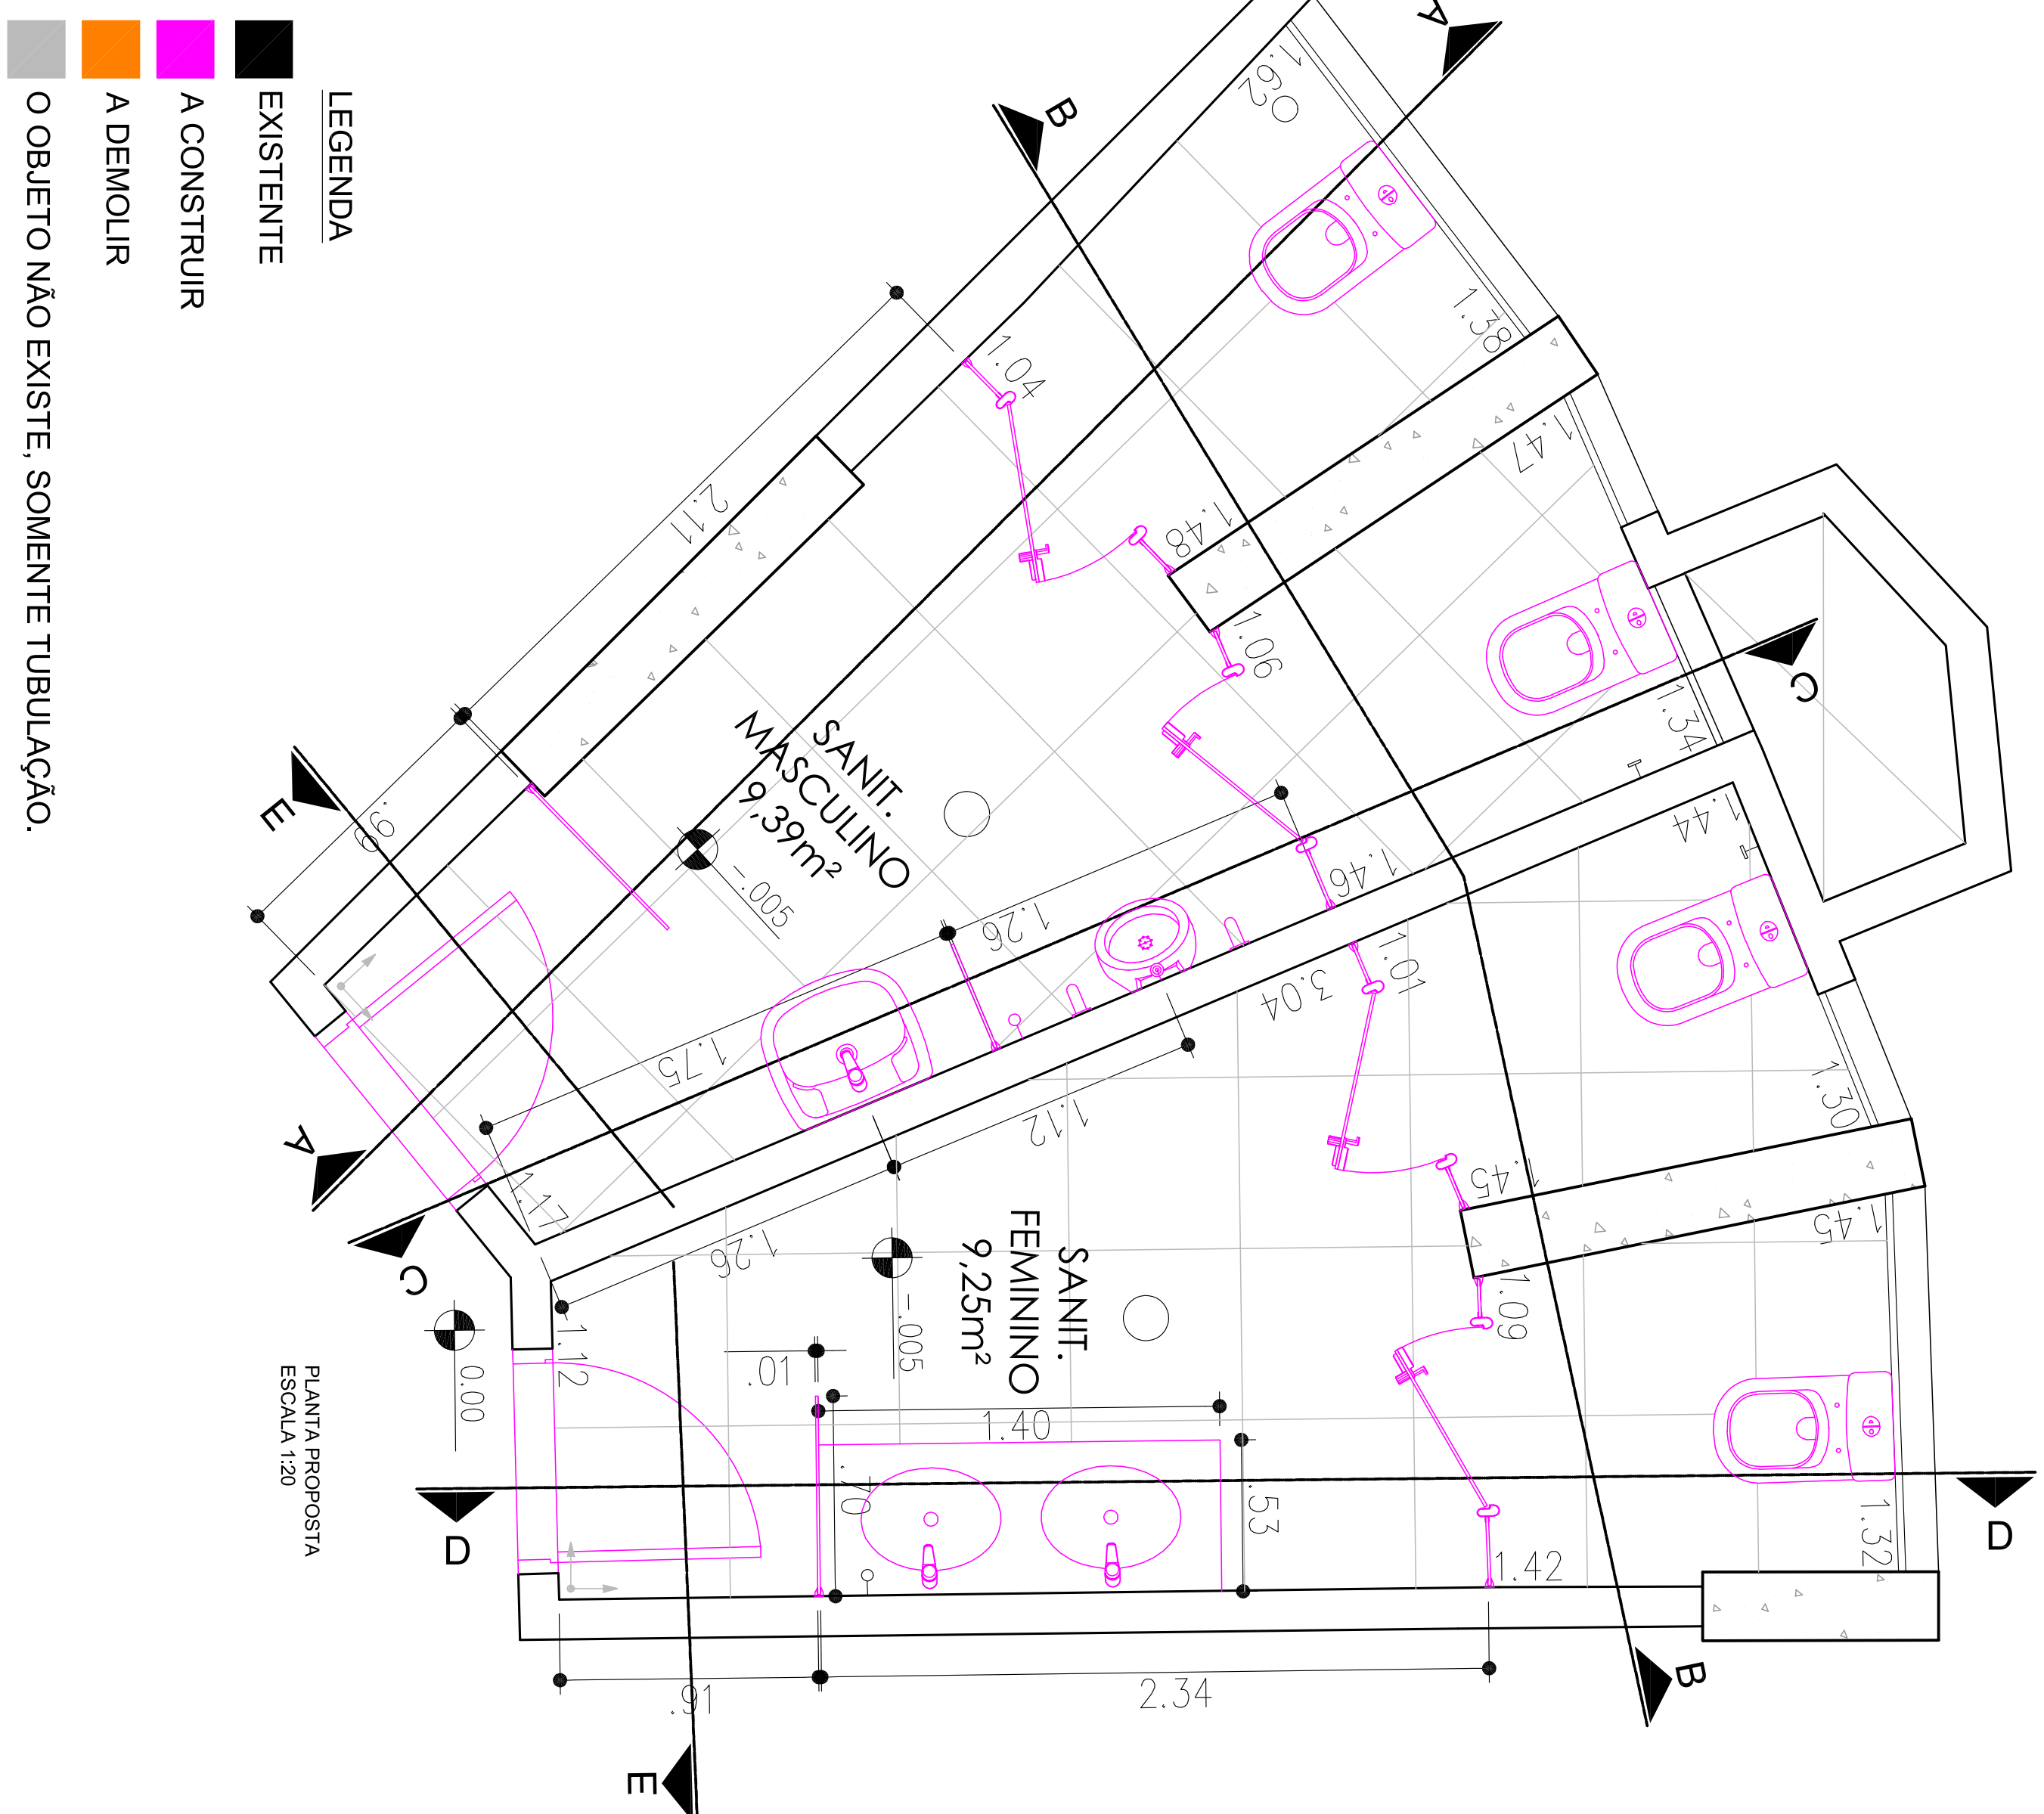 LEGENDA
EXISTENTE
A CONSTRUIR
A DEMOLIR
O OBJETO NÃO EXISTE, SOMENTE TUBULAÇÃO.
PLANTA PROPOSTA
ESCALA 1:20
SANIT.
MASCULINO
9,39m²
-.005
SANIT.
FEMININO
9,25m²
-.005
0.00
A
A
B
B
C
C
D
D
E
E
1.62
1.38
1.04
1.48
1.47
1.06
1.34
1.46
1.44
2.11
1.26
1.75
1.17
3.04
1.01
1.12
1.26
1.30
1.45
1.45
1.09
1.12
.01
1.40
.70
.53
1.42
1.32
.91
2.34